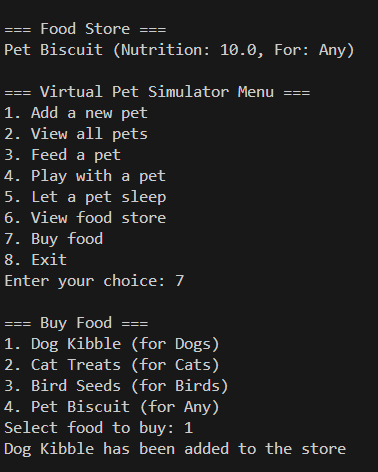 === Food Store ===
Pet Biscuit (Nutrition: 10.0, For: Any)
=== Virtual Pet Simulator Menu ===
1. Add a new pet
2. View all pets
3. Feed a pet
4. Play with a pet
5. Let a pet sleep
6. View food store
7. Buy food
8. Exit
Enter your choice: 7
=== Buy Food ===
1. Dog Kibble (for Dogs)
2. Cat Treats (for Cats)
3. Bird Seeds (for Birds)
4. Pet Biscuit (for Any)
Select food to buy: 1
Dog Kibble has been added to the store